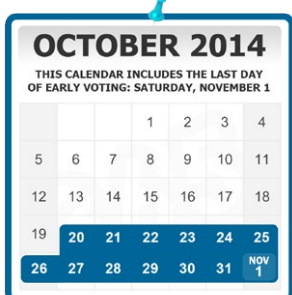 OCTOBER 2014
THIS CALENDAR INCLUDES THE LAST DAY
OF EARLY VOTING: SATURDAY, NOVEMBER 1
1 2 3 4
5 6 7 8 9 10 11
12 13 14 15 16 17 18
19 20 21 22 23 24 25
26 27 28 29 30 31 NOV 1